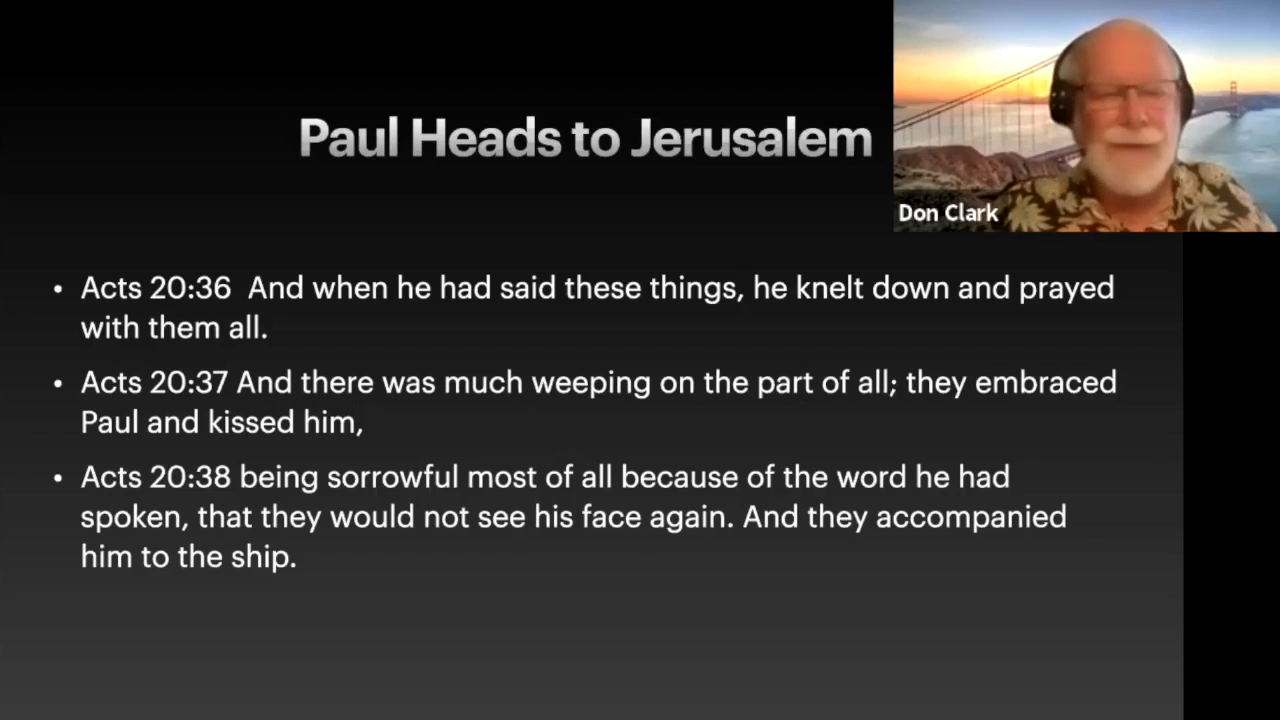 Paul Heads to Jerusalem
Don Clark
• Acts 20:36  And when he had said these things, he knelt down and prayed
with them all.
• Acts 20:37 And there was much weeping on the part of all; they embraced
Paul and kissed him,
• Acts 20:38 being sorrowful most of all because of the word he had
spoken, that they would not see his face again. And they accompanied
him to the ship.